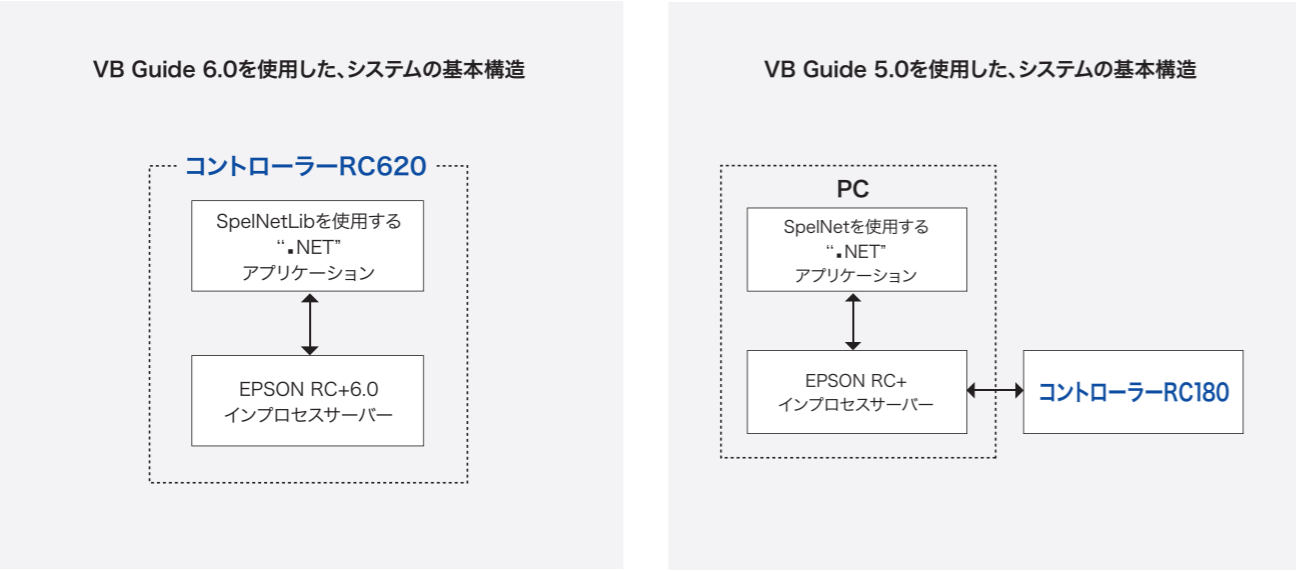 VB Guide 6.0を使用した、システムの基本構造
コントローラーRC620
SpelNetLibを使用する
“.NET”
アプリケーション
EPSON RC+6.0
インプロセスサーバー
VB Guide 5.0を使用した、システムの基本構造
PC
SpelNetを使用する
“.NET”
アプリケーション
EPSON RC+
インプロセスサーバー
コントローラーRC180